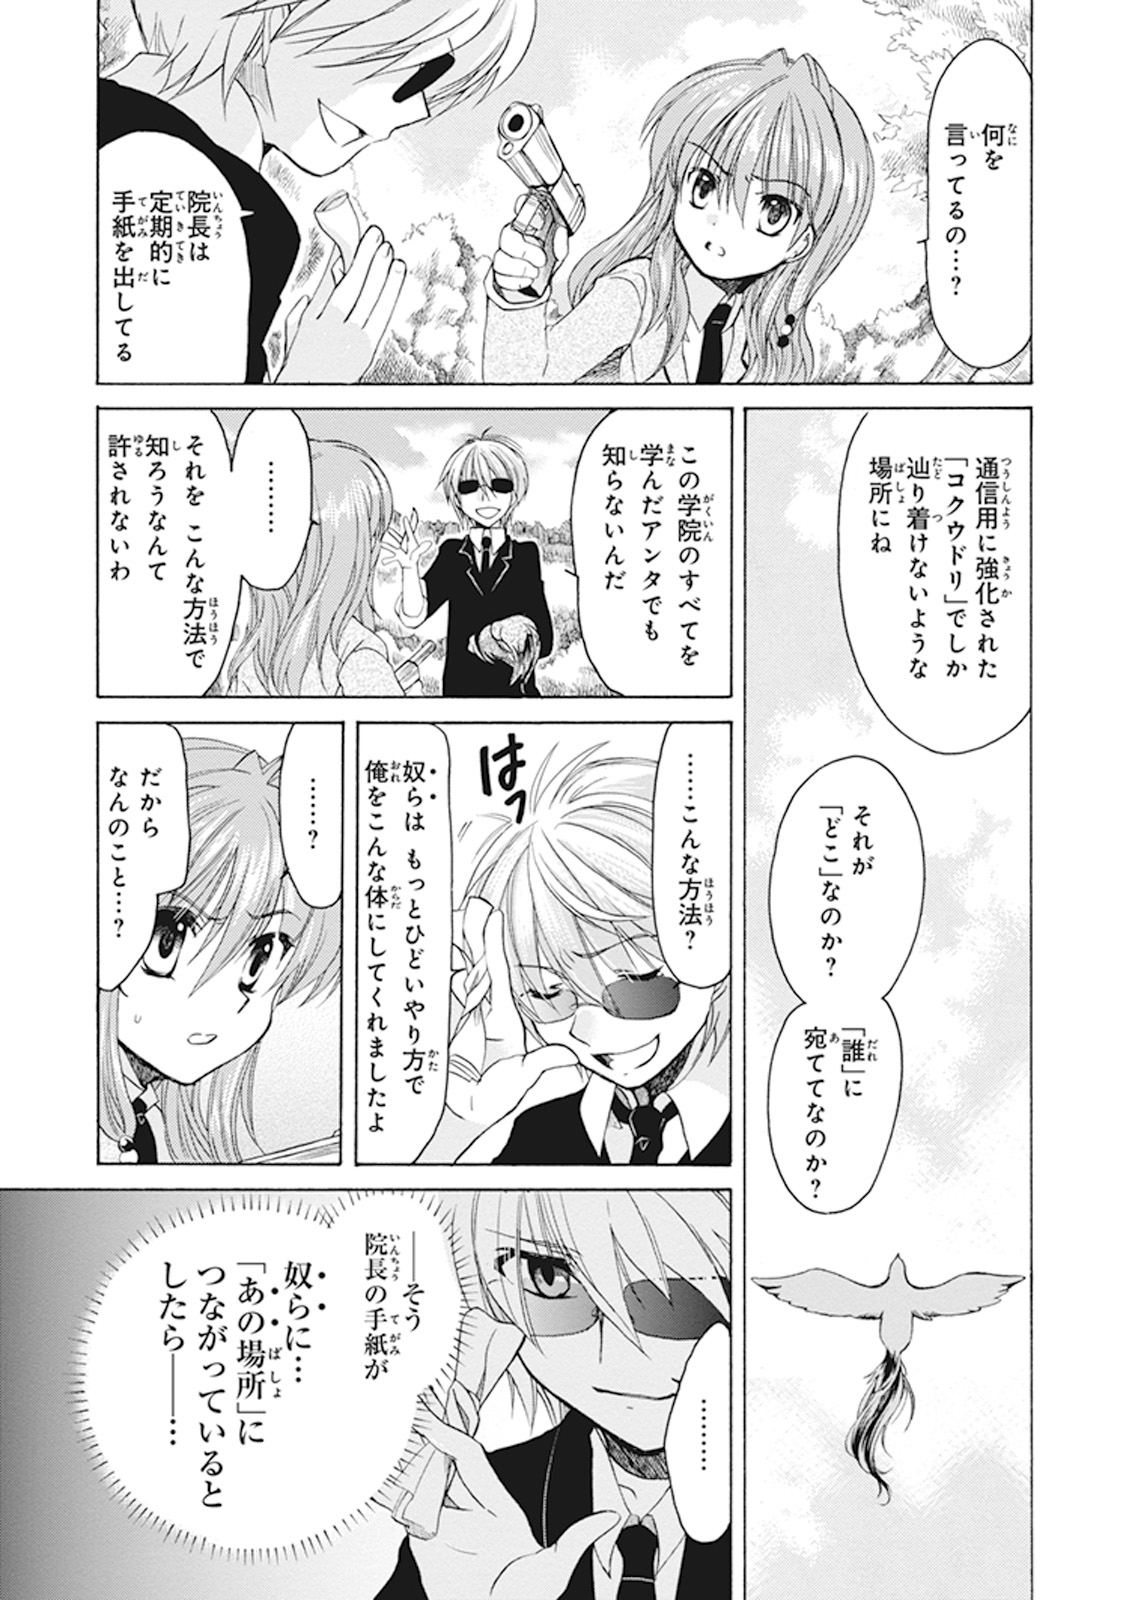 何を
言ってるの…?
院長は
定期的に
手紙を出してる
通信用に強化された
「コクウドリ」でしか
辿り着けないような
場所にね
それが
「どこ」なのか?
「誰」に
宛ててなのか?
この学院のすべてを
学んだアンタでも
知らないんだ
………
それを こんな方法で
知ろうなんて
許されないわ
……こんな方法?
はっ
奴らは もっとひどいやり方で
俺をこんな体にしてくれましたよ
……?
だから
なんのこと…?
………
――そう
院長の手紙が
奴らに…
「あの場所」に
つながっていると
したら――…